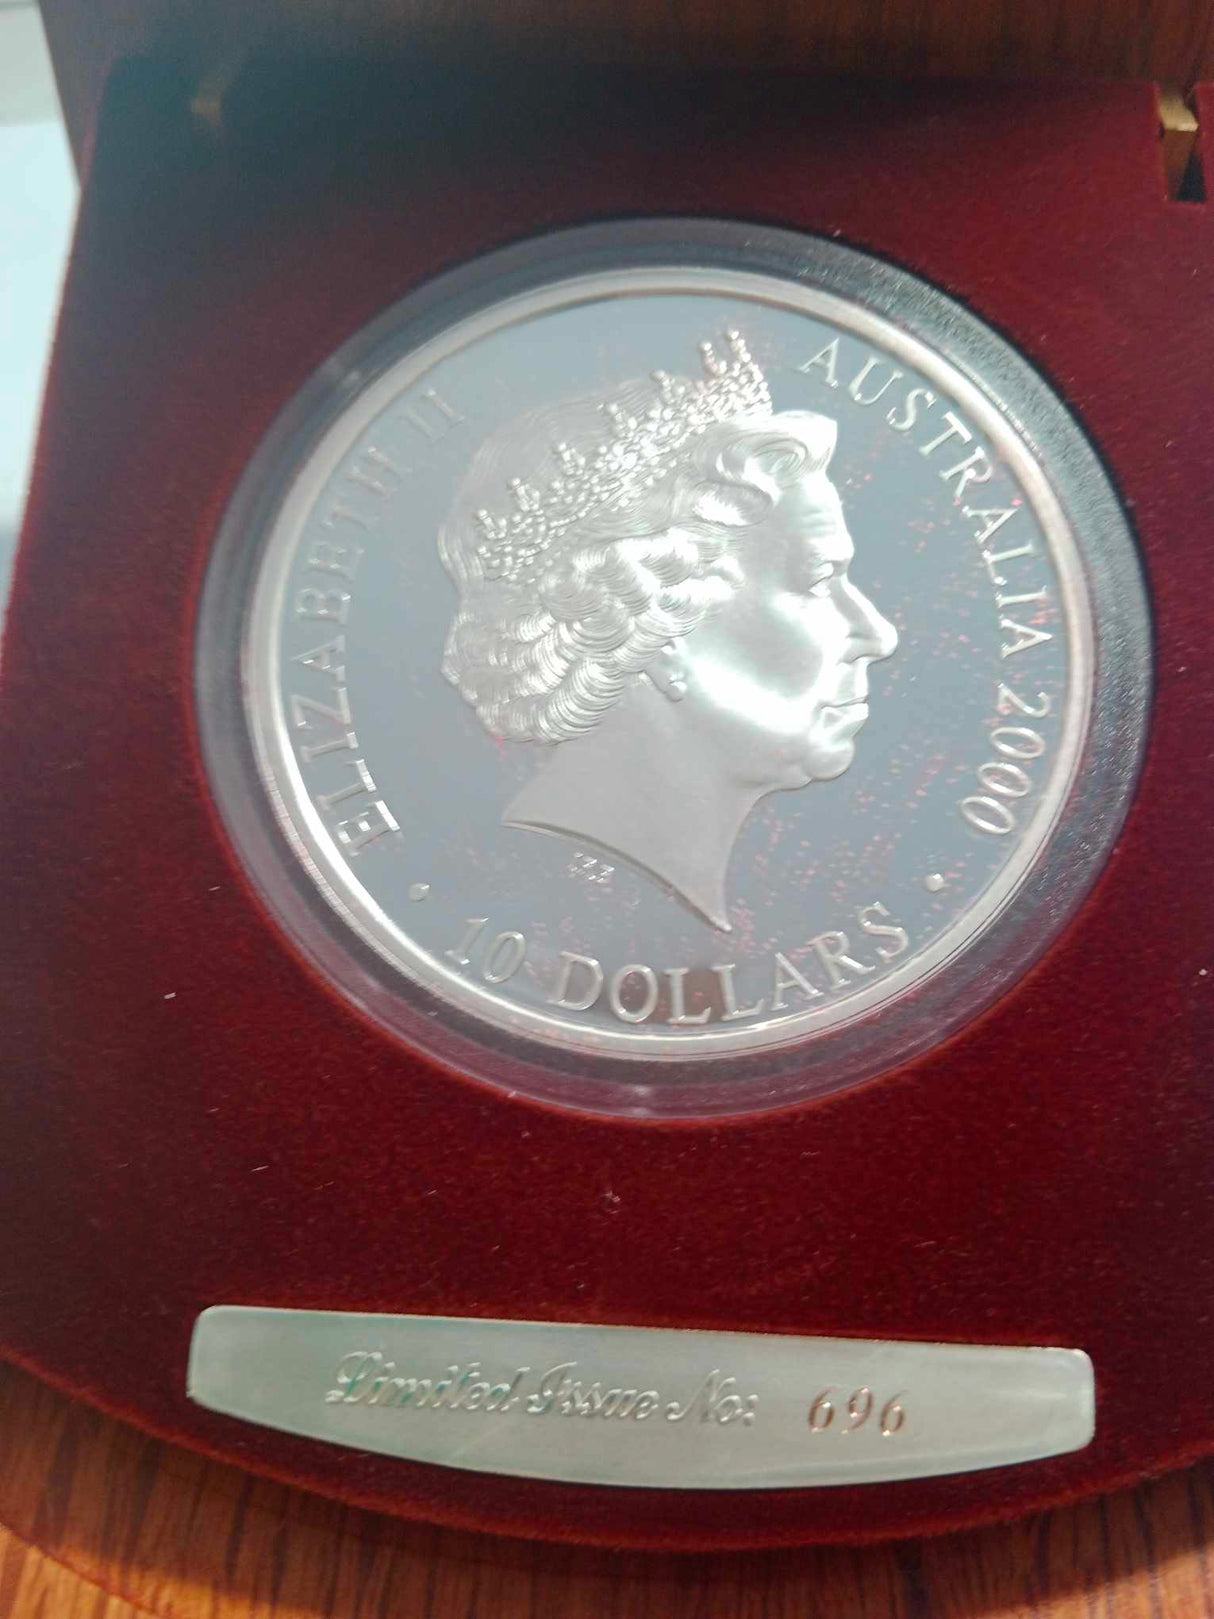 ELIZABETH II
AUSTRALIA 2000
10 DOLLARS
Limited Issue No: 696